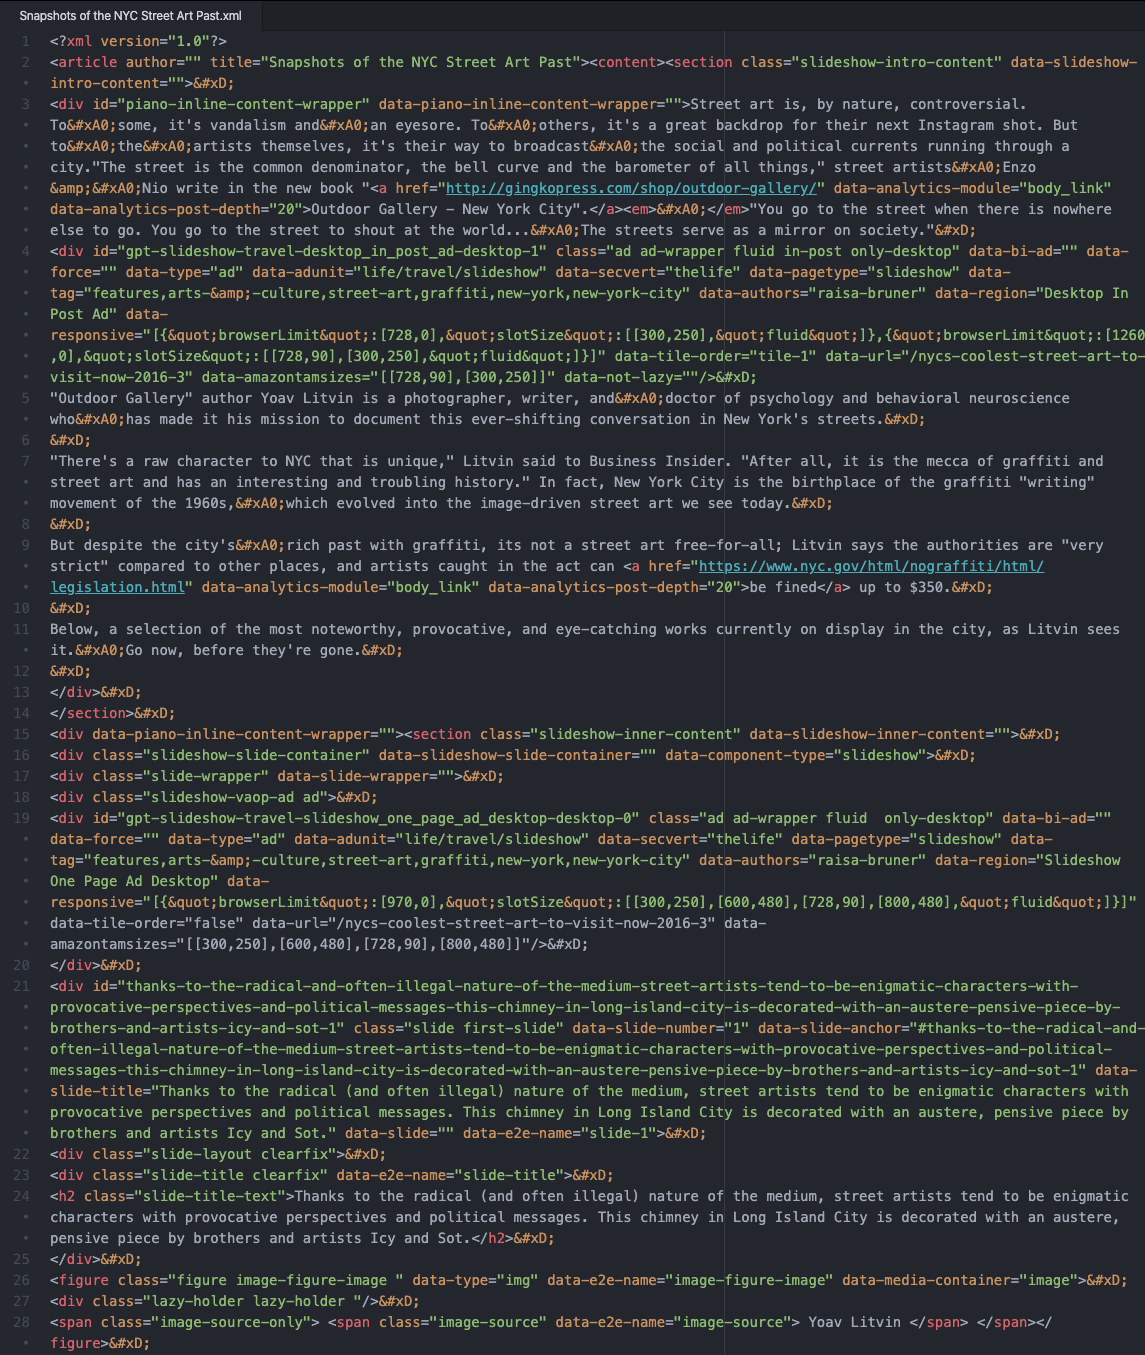 Snapshots of the NYC Street Art Past.xml
1 <?xml version="1.0"?>
2 <article author="" title="Snapshots of the NYC Street Art Past"><content><section class="slideshow-intro-content" data-slideshow-
• intro-content="">&#xD;
3 <div id="piano-inline-content-wrapper" data-piano-inline-content-wrapper="">Street art is, by nature, controversial.
• To&#xA0;some, it's vandalism and&#xA0;an eyesore. To&#xA0;others, it's a great backdrop for their next Instagram shot. But
• to&#xA0;the&#xA0;artists themselves, it's their way to broadcast&#xA0;the social and political currents running through a
• city."The street is the common denominator, the bell curve and the barometer of all things," street artists&#xA0;Enzo
• &amp;&#xA0;Nio write in the new book "<a href="http://gingkopress.com/shop/outdoor-gallery/" data-analytics-module="body_link"
• data-analytics-post-depth="20">Outdoor Gallery – New York City".</a><em>&#xA0;</em>"You go to the street when there is nowhere
• else to go. You go to the street to shout at the world...&#xA0;The streets serve as a mirror on society."&#xD;
4 <div id="gpt-slideshow-travel-desktop_in_post_ad-desktop-1" class="ad ad-wrapper fluid in-post only-desktop" data-bi-ad="" data-
• force="" data-type="ad" data-adunit="life/travel/slideshow" data-secvert="thelife" data-pagetype="slideshow" data-
• tag="features,arts-&amp;-culture,street-art,graffiti,new-york,new-york-city" data-authors="raisa-bruner" data-region="Desktop In
• Post Ad" data-
• responsive="[{&quot;browserLimit&quot;:[728,0],&quot;slotSize&quot;:[[300,250],&quot;fluid&quot;]},{&quot;browserLimit&quot;:[1260
• ,0],&quot;slotSize&quot;:[[728,90],[300,250],&quot;fluid&quot;]}]" data-tile-order="tile-1" data-url="/nycs-coolest-street-art-to-
• visit-now-2016-3" data-amazontamsizes="[[728,90],[300,250]]" data-not-lazy=""/>&#xD;
5 "Outdoor Gallery" author Yoav Litvin is a photographer, writer, and&#xA0;doctor of psychology and behavioral neuroscience
• who&#xA0;has made it his mission to document this ever-shifting conversation in New York's streets.&#xD;
6 &#xD;
7 "There's a raw character to NYC that is unique," Litvin said to Business Insider. "After all, it is the mecca of graffiti and
• street art and has an interesting and troubling history." In fact, New York City is the birthplace of the graffiti "writing"
• movement of the 1960s,&#xA0;which evolved into the image-driven street art we see today.&#xD;
8 &#xD;
9 But despite the city's&#xA0;rich past with graffiti, its not a street art free-for-all; Litvin says the authorities are "very
• strict" compared to other places, and artists caught in the act can <a href="https://www.nyc.gov/html/nograffiti/html/
• legislation.html" data-analytics-module="body_link" data-analytics-post-depth="20">be fined</a> up to $350.&#xD;
10 &#xD;
11 Below, a selection of the most noteworthy, provocative, and eye-catching works currently on display in the city, as Litvin sees
• it.&#xA0;Go now, before they're gone.&#xD;
12 &#xD;
13 </div>&#xD;
14 </section>&#xD;
15 <div data-piano-inline-content-wrapper=""><section class="slideshow-inner-content" data-slideshow-inner-content="">&#xD;
16 <div class="slideshow-slide-container" data-slideshow-slide-container="" data-component-type="slideshow">&#xD;
17 <div class="slide-wrapper" data-slide-wrapper="">&#xD;
18 <div class="slideshow-vaop-ad ad">&#xD;
19 <div id="gpt-slideshow-travel-slideshow_one_page_ad_desktop-desktop-0" class="ad ad-wrapper fluid  only-desktop" data-bi-ad=""
• data-force="" data-type="ad" data-adunit="life/travel/slideshow" data-secvert="thelife" data-pagetype="slideshow" data-
• tag="features,arts-&amp;-culture,street-art,graffiti,new-york,new-york-city" data-authors="raisa-bruner" data-region="Slideshow
• One Page Ad Desktop" data-
• responsive="[{&quot;browserLimit&quot;:[970,0],&quot;slotSize&quot;:[[300,250],[600,480],[728,90],[800,480],&quot;fluid&quot;]}]"
• data-tile-order="false" data-url="/nycs-coolest-street-art-to-visit-now-2016-3" data-
• amazontamsizes="[[300,250],[600,480],[728,90],[800,480]]"/>&#xD;
20 </div>&#xD;
21 <div id="thanks-to-the-radical-and-often-illegal-nature-of-the-medium-street-artists-tend-to-be-enigmatic-characters-with-
• provocative-perspectives-and-political-messages-this-chimney-in-long-island-city-is-decorated-with-an-austere-pensive-piece-by-
• brothers-and-artists-icy-and-sot-1" class="slide first-slide" data-slide-number="1" data-slide-anchor="#thanks-to-the-radical-and-
• often-illegal-nature-of-the-medium-street-artists-tend-to-be-enigmatic-characters-with-provocative-perspectives-and-political-
• messages-this-chimney-in-long-island-city-is-decorated-with-an-austere-pensive-piece-by-brothers-and-artists-icy-and-sot-1" data-
• slide-title="Thanks to the radical (and often illegal) nature of the medium, street artists tend to be enigmatic characters with
• provocative perspectives and political messages. This chimney in Long Island City is decorated with an austere, pensive piece by
• brothers and artists Icy and Sot." data-slide="" data-e2e-name="slide-1">&#xD;
22 <div class="slide-layout clearfix">&#xD;
23 <div class="slide-title clearfix" data-e2e-name="slide-title">&#xD;
24 <h2 class="slide-title-text">Thanks to the radical (and often illegal) nature of the medium, street artists tend to be enigmatic
• characters with provocative perspectives and political messages. This chimney in Long Island City is decorated with an austere,
• pensive piece by brothers and artists Icy and Sot.</h2>&#xD;
25 </div>&#xD;
26 <figure class="figure image-figure-image " data-type="img" data-e2e-name="image-figure-image" data-media-container="image">&#xD;
27 <div class="lazy-holder lazy-holder "/>&#xD;
28 <span class="image-source-only"> <span class="image-source" data-e2e-name="image-source"> Yoav Litvin </span> </span></
• figure>&#xD;